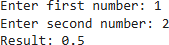 Enter first number: 1
Enter second number: 2
Result: 0.5